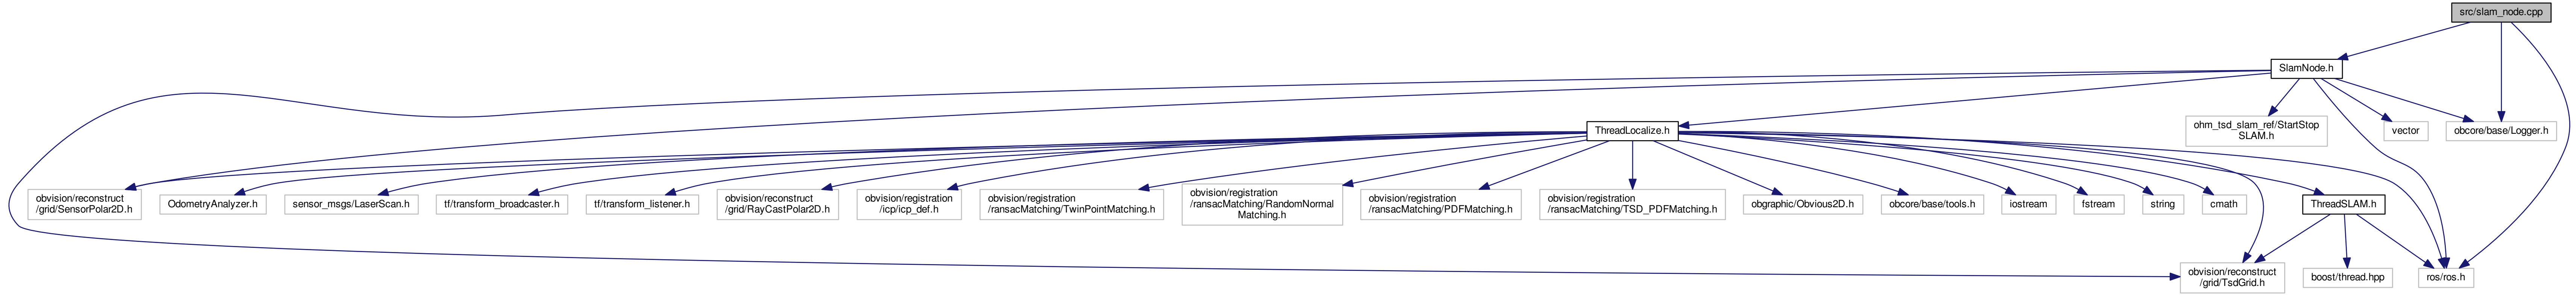 src/slam_node.cpp
SlamNode.h
ohm_tsd_slam_ref/StartStop
SLAM.h
vector
obcore/base/Logger.h
ThreadLocalize.h
obvision/reconstruct
/grid/SensorPolar2D.h
OdometryAnalyzer.h
sensor_msgs/LaserScan.h
tf/transform_broadcaster.h
tf/transform_listener.h
obvision/reconstruct
/grid/RayCastPolar2D.h
obvision/registration
/icp/icp_def.h
obvision/registration
/ransacMatching/TwinPointMatching.h
obvision/registration
/ransacMatching/RandomNormal
Matching.h
obvision/registration
/ransacMatching/PDFMatching.h
obvision/registration
/ransacMatching/TSD_PDFMatching.h
obgraphic/Obvious2D.h
obcore/base/tools.h
iostream
fstream
string
cmath
ThreadSLAM.h
obvision/reconstruct
/grid/TsdGrid.h
boost/thread.hpp
ros/ros.h